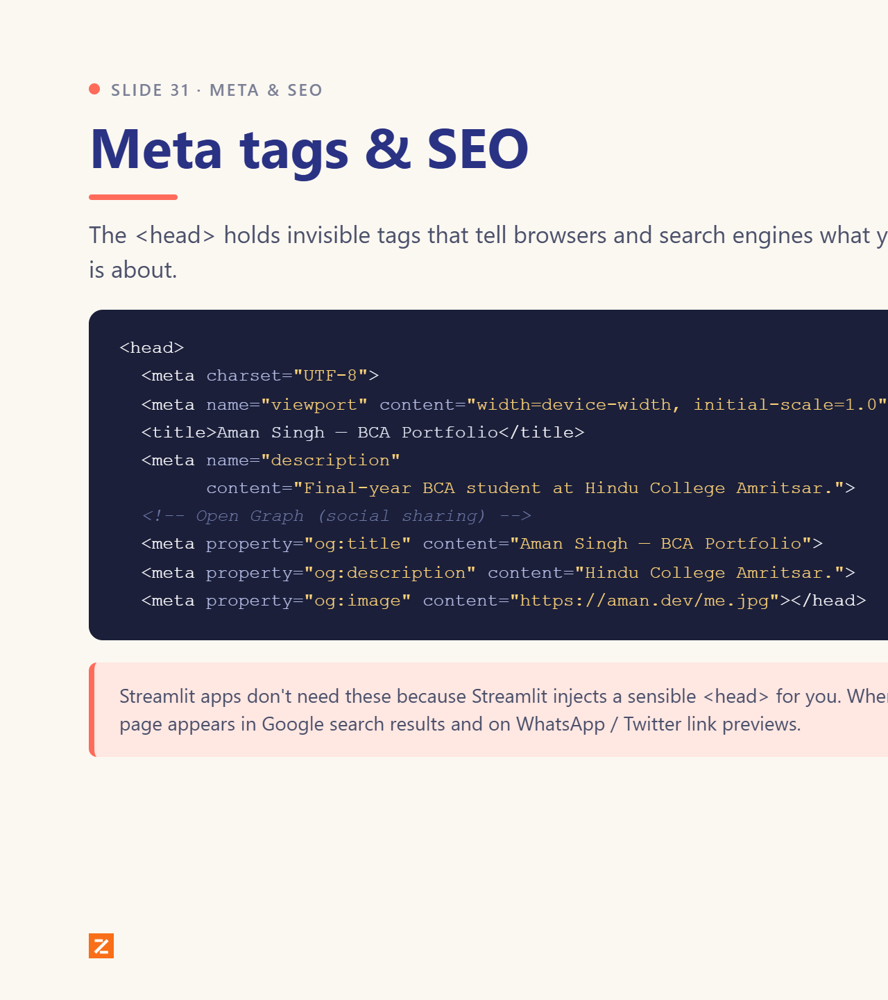 SLIDE 31 · META & SEO
Meta tags & SEO
The <head> holds invisible tags that tell browsers and search engines what
is about.
<head>
  <meta charset="UTF-8">
  <meta name="viewport" content="width=device-width, initial-scale=1.0"
  <title>Aman Singh — BCA Portfolio</title>
  <meta name="description"
        content="Final-year BCA student at Hindu College Amritsar.">
  <!-- Open Graph (social sharing) -->
  <meta property="og:title" content="Aman Singh — BCA Portfolio">
  <meta property="og:description" content="Hindu College Amritsar.">
  <meta property="og:image" content="https://aman.dev/me.jpg"></head>
Streamlit apps don't need these because Streamlit injects a sensible <head> for you.
page appears in Google search results and on WhatsApp / Twitter link previews.